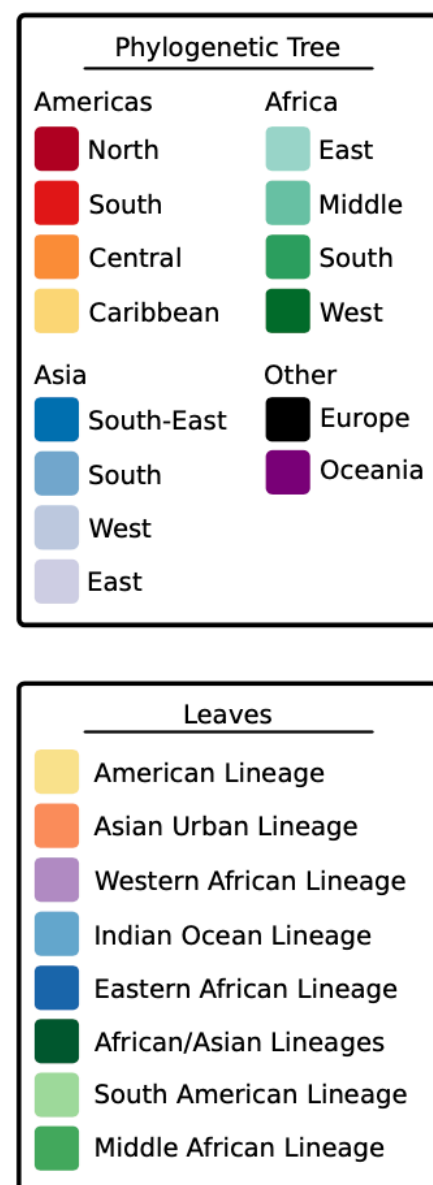 Phylogenetic Tree
Americas
North
South
Central
Caribbean
Africa
East
Middle
South
West
Asia
South-East
South
West
East
Other
Europe
Oceania
Leaves
American Lineage
Asian Urban Lineage
Western African Lineage
Indian Ocean Lineage
Eastern African Lineage
African/Asian Lineages
South American Lineage
Middle African Lineage